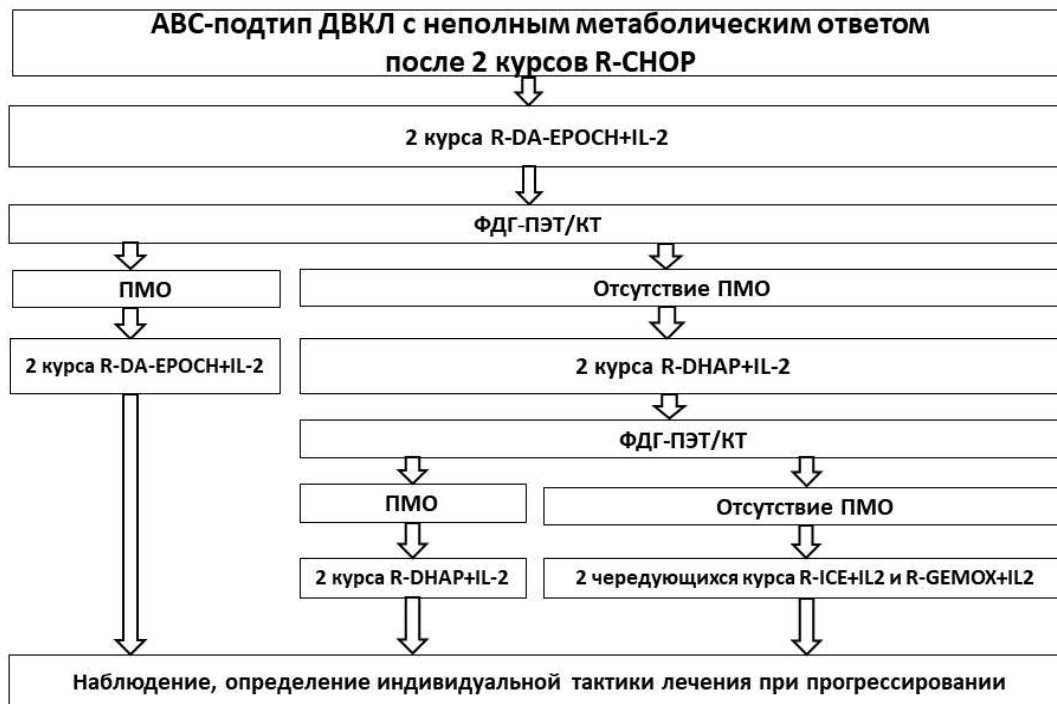 АВС-подтип ДВКЛ с неполным метаболическим ответом
после 2 курсов R-CHOP
2 курса R-DA-EPOCH+IL-2
ФДГ-ПЭТ/КТ
ПМО
Отсутствие ПМО
2 курса R-DA-EPOCH+IL-2
2 курса R-DHAP+IL-2
ФДГ-ПЭТ/КТ
ПМО
Отсутствие ПМО
2 курса R-DHAP+IL-2
2 чередующихся курса R-ICE+IL2 и R-GEMOX+IL2
Наблюдение, определение индивидуальной тактики лечения при прогрессировании